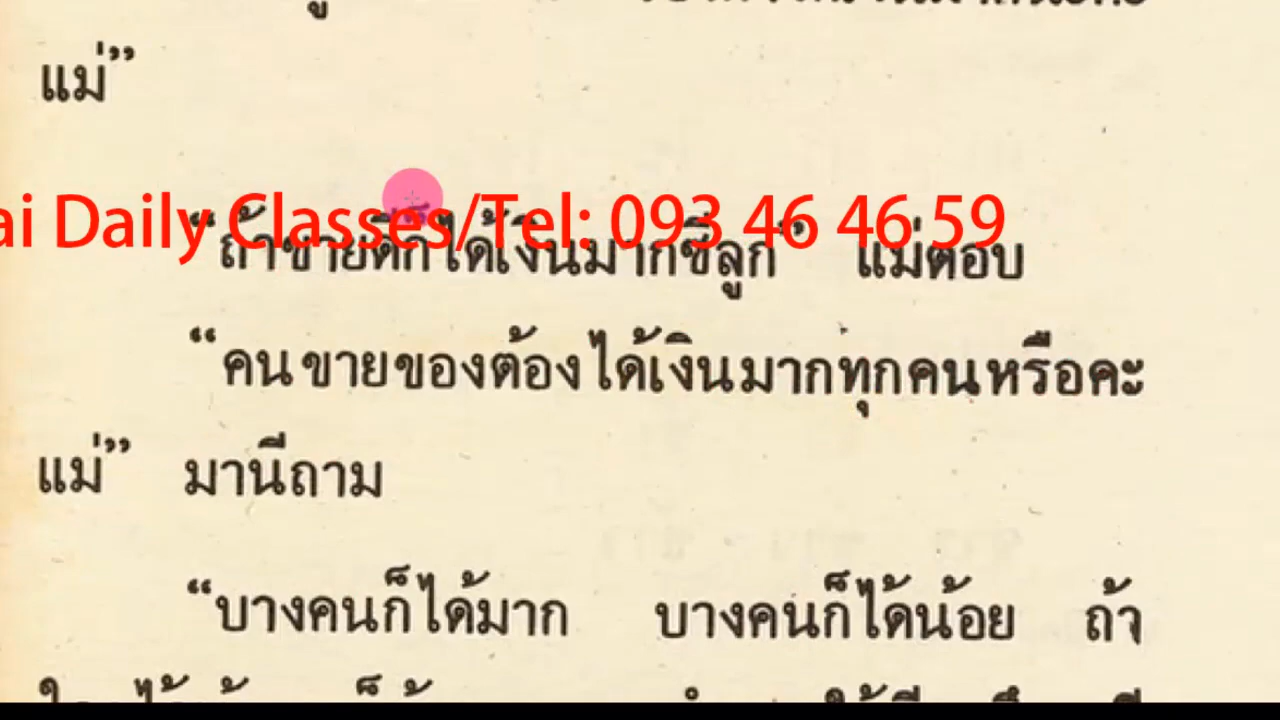 แม่”
ai Daily Classes/Tel: 093 46 46 59
“ถ้าขายดีก็ได้เงินมากซีลูก” แม่ตอบ
“คนขายของต้องได้เงินมากทุกคนหรือคะ
แม่” มานีถาม
“บางคนก็ได้มาก บางคนก็ได้น้อย ถ้า